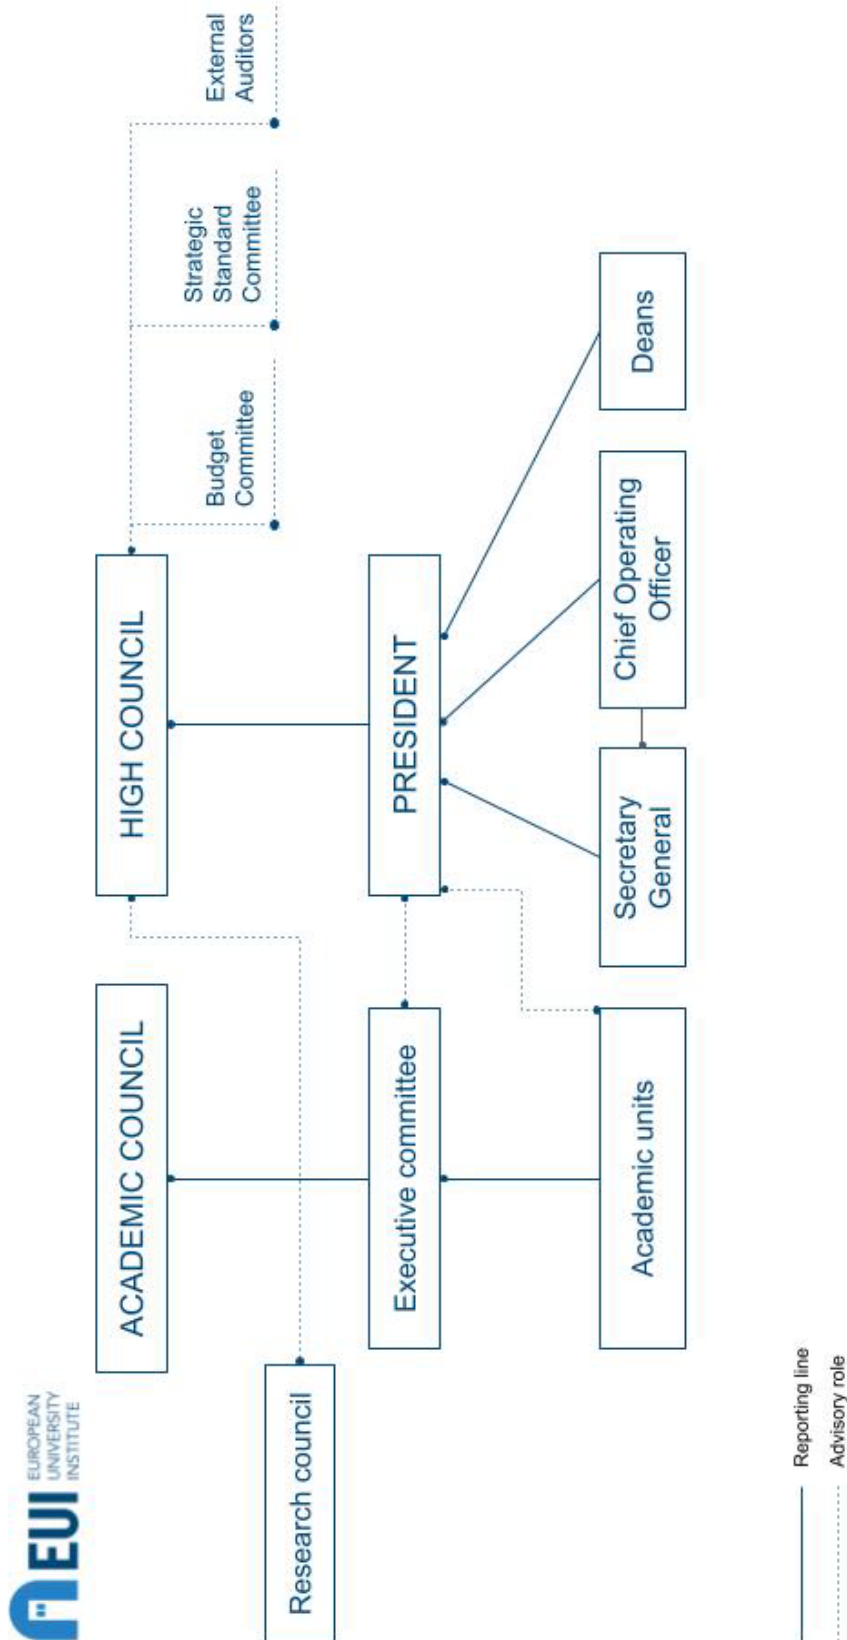 EUI
EUROPEAN
UNIVERSITY
INSTITUTE
ACADEMIC COUNCIL
HIGH COUNCIL
Budget
Committee
Strategic
Standard
Committee
External
Auditors
Research council
Executive committee
PRESIDENT
Academic units
Secretary
General
Chief Operating
Officer
Deans
Reporting line
Advisory role